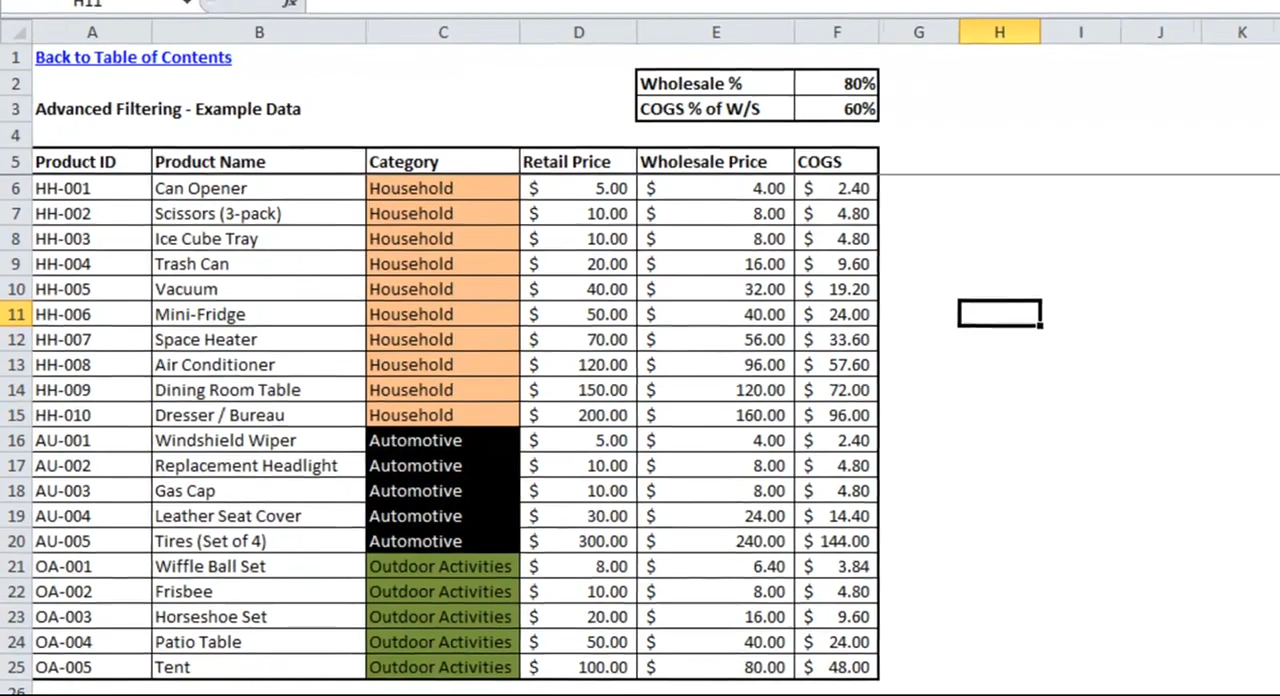 H11
A B C D E F G H I J K
1 Back to Table of Contents
2 Wholesale % 80%
3 Advanced Filtering - Example Data COGS % of W/S 60%
4
5 Product ID Product Name Category Retail Price Wholesale Price COGS
6 HH-001 Can Opener Household $ 5.00 $ 4.00 $ 2.40
7 HH-002 Scissors (3-pack) Household $ 10.00 $ 8.00 $ 4.80
8 HH-003 Ice Cube Tray Household $ 10.00 $ 8.00 $ 4.80
9 HH-004 Trash Can Household $ 20.00 $ 16.00 $ 9.60
10 HH-005 Vacuum Household $ 40.00 $ 32.00 $ 19.20
11 HH-006 Mini-Fridge Household $ 50.00 $ 40.00 $ 24.00
12 HH-007 Space Heater Household $ 70.00 $ 56.00 $ 33.60
13 HH-008 Air Conditioner Household $ 120.00 $ 96.00 $ 57.60
14 HH-009 Dining Room Table Household $ 150.00 $ 120.00 $ 72.00
15 HH-010 Dresser / Bureau Household $ 200.00 $ 160.00 $ 96.00
16 AU-001 Windshield Wiper Automotive $ 5.00 $ 4.00 $ 2.40
17 AU-002 Replacement Headlight Automotive $ 10.00 $ 8.00 $ 4.80
18 AU-003 Gas Cap Automotive $ 10.00 $ 8.00 $ 4.80
19 AU-004 Leather Seat Cover Automotive $ 30.00 $ 24.00 $ 14.40
20 AU-005 Tires (Set of 4) Automotive $ 300.00 $ 240.00 $ 144.00
21 OA-001 Wiffle Ball Set Outdoor Activities $ 8.00 $ 6.40 $ 3.84
22 OA-002 Frisbee Outdoor Activities $ 10.00 $ 8.00 $ 4.80
23 OA-003 Horseshoe Set Outdoor Activities $ 20.00 $ 16.00 $ 9.60
24 OA-004 Patio Table Outdoor Activities $ 50.00 $ 40.00 $ 24.00
25 OA-005 Tent Outdoor Activities $ 100.00 $ 80.00 $ 48.00
26